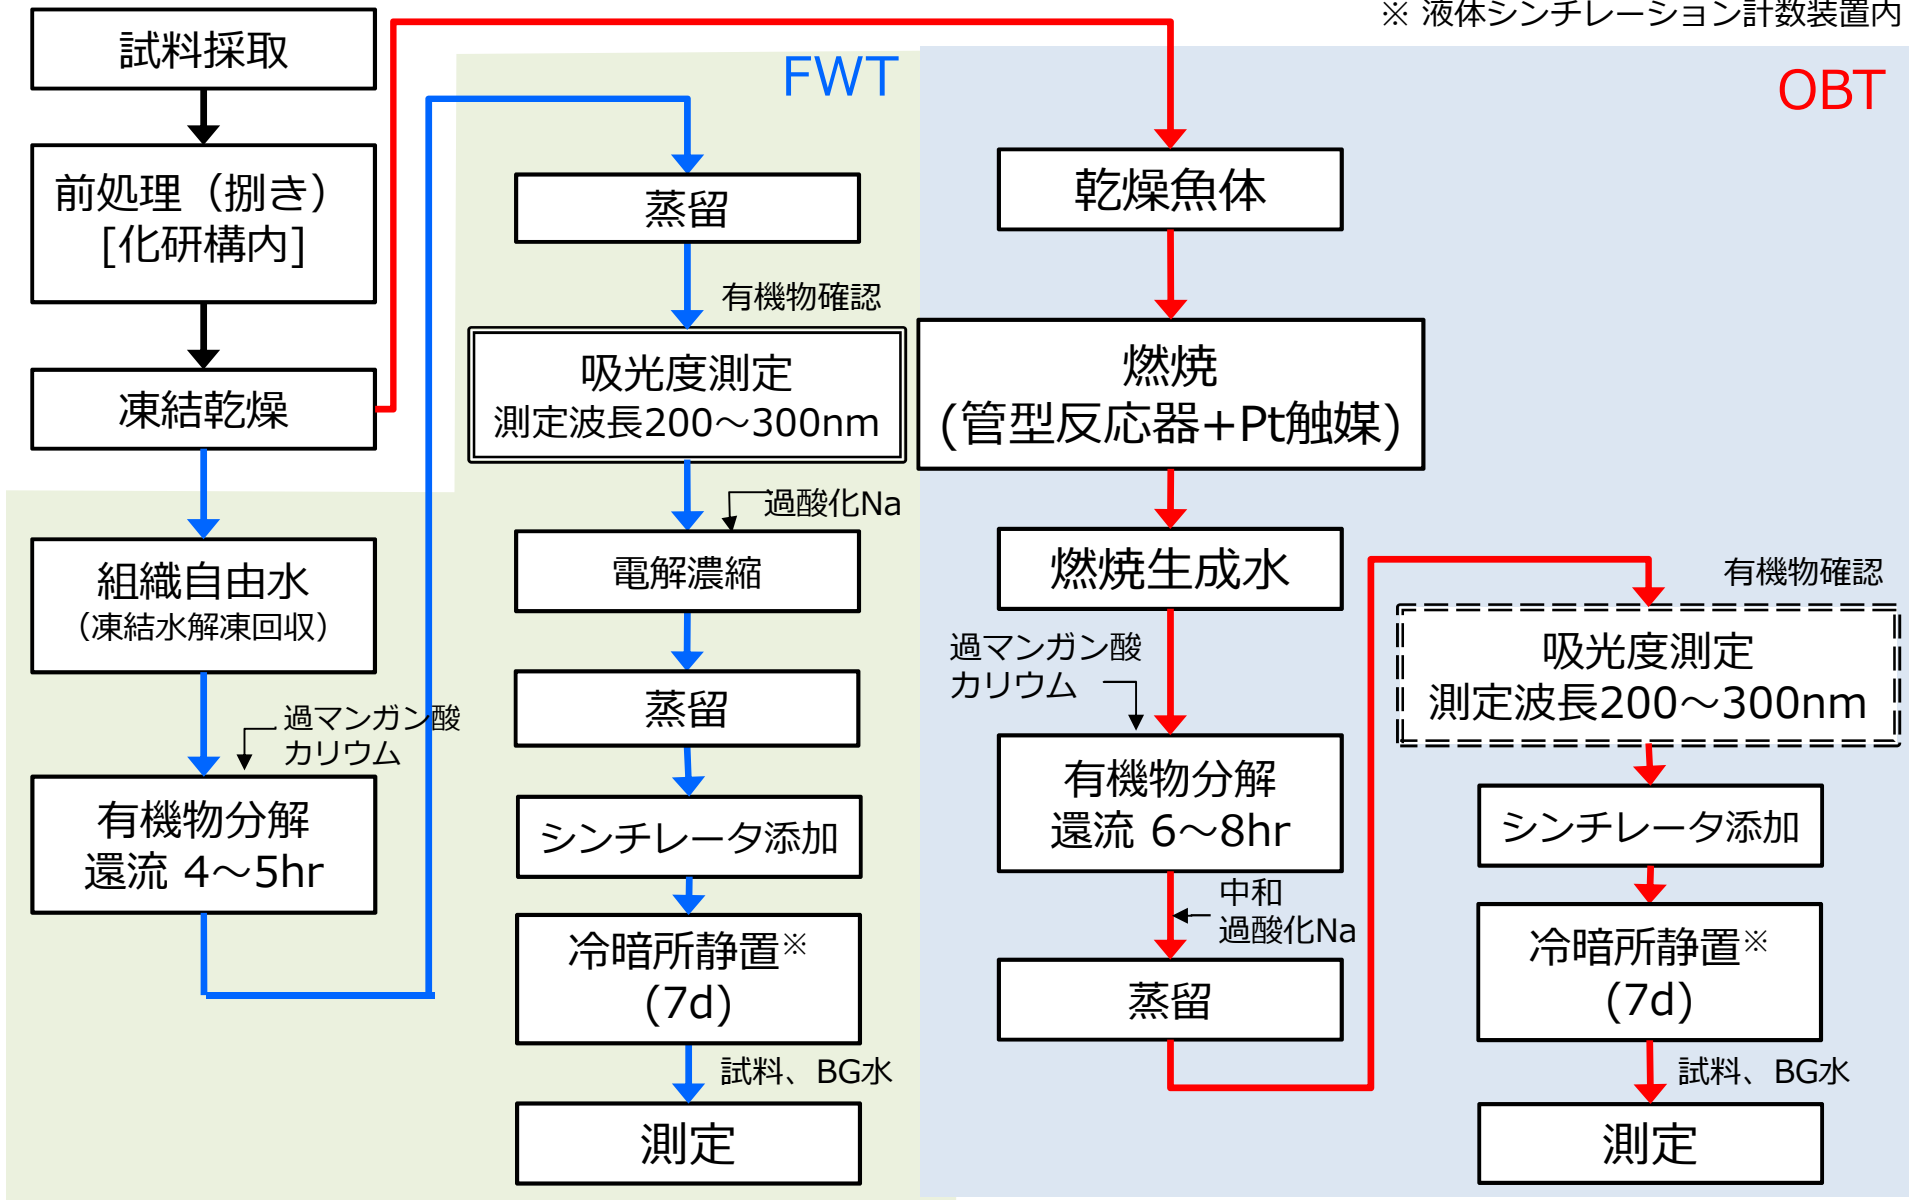 ※ 液体シンチレーション計数装置内
試料採取
前処理（捌き）
[化研構内]
凍結乾燥
FWT
組織自由水
（凍結水解凍回収）
過マンガン酸
カリウム
有機物分解
還流 4～5hr
蒸留
有機物確認
吸光度測定
測定波長200～300nm
過酸化Na
電解濃縮
蒸留
シンチレータ添加
冷暗所静置※
(7d)
試料、BG水
測定
OBT
乾燥魚体
燃焼
(管型反応器+Pt触媒)
燃焼生成水
過マンガン酸
カリウム
有機物分解
還流 6～8hr
中和
過酸化Na
蒸留
有機物確認
吸光度測定
測定波長200～300nm
シンチレータ添加
冷暗所静置※
(7d)
試料、BG水
測定